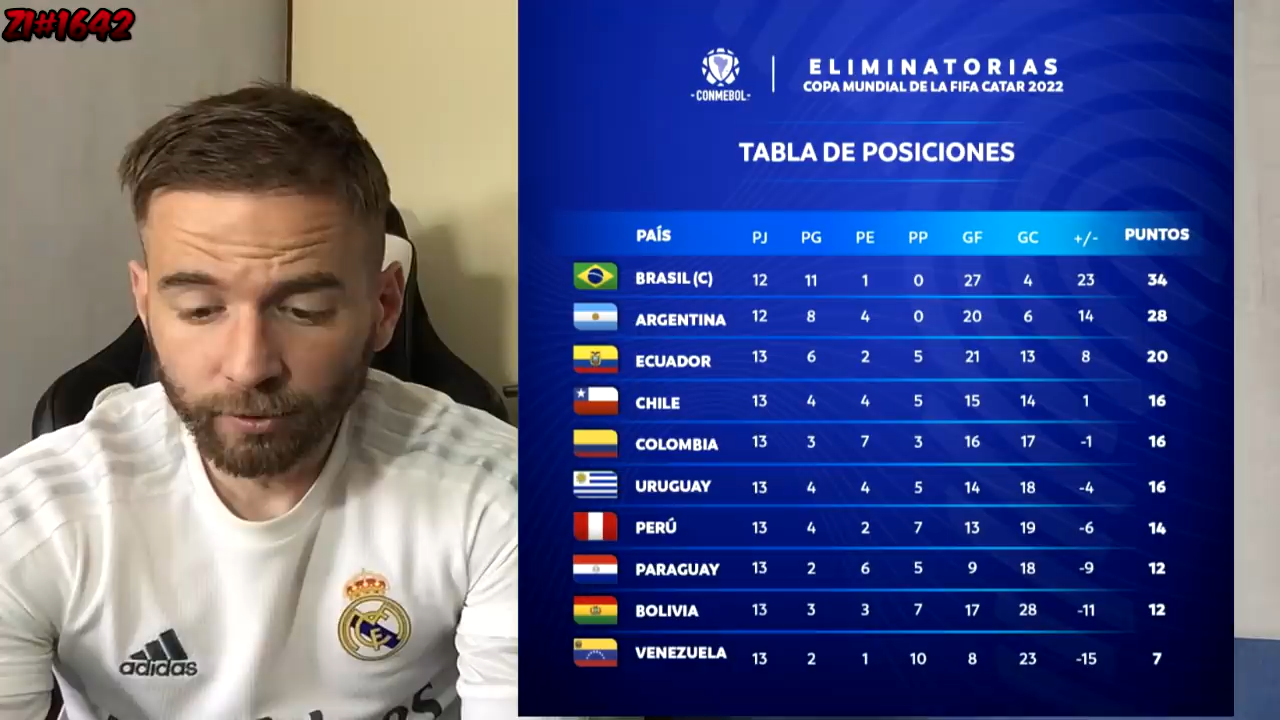 Z1#1642
CONMEBOL
ELIMINATORIAS
COPA MUNDIAL DE LA FIFA CATAR 2022
TABLA DE POSICIONES
PAÍS PJ PG PE PP GF GC +/- PUNTOS
BRASIL (C) 12 11 1 0 27 4 23 34
ARGENTINA 12 8 4 0 20 6 14 28
ECUADOR 13 6 2 5 21 13 8 20
CHILE 13 4 4 5 15 14 1 16
COLOMBIA 13 3 7 3 16 17 -1 16
URUGUAY 13 4 4 5 14 18 -4 16
PERÚ 13 4 2 7 13 19 -6 14
PARAGUAY 13 2 6 5 9 18 -9 12
BOLIVIA 13 3 3 7 17 28 -11 12
VENEZUELA 13 2 1 10 8 23 -15 7
adidas